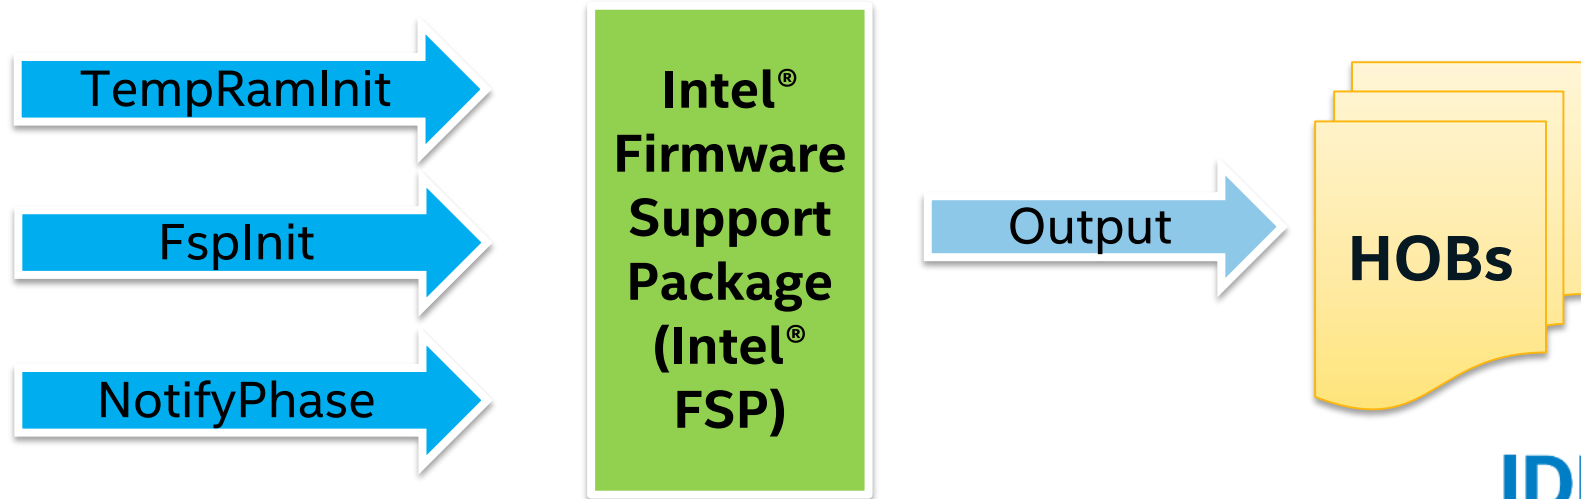 TempRamInit
FspInit
NotifyPhase
Intel®
Firmware
Support
Package
(Intel®
FSP)
Output
HOBs